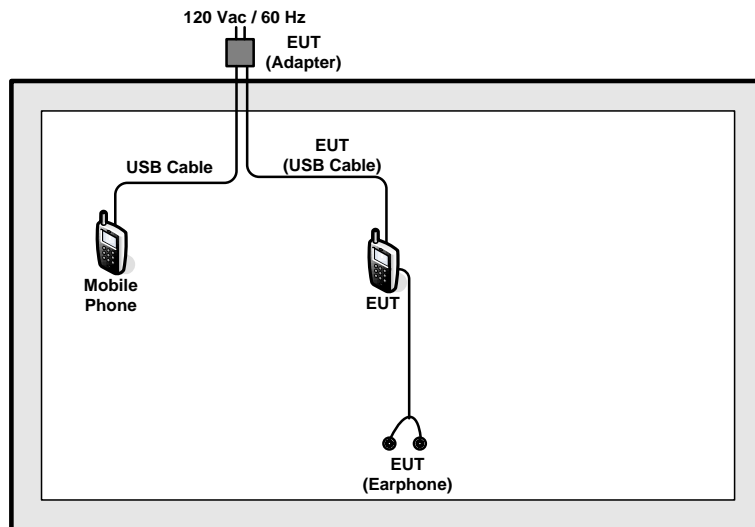 120 Vac / 60 Hz
EUT
(Adapter)
USB Cable
EUT
(USB Cable)
Mobile
Phone
EUT
EUT
(Earphone)